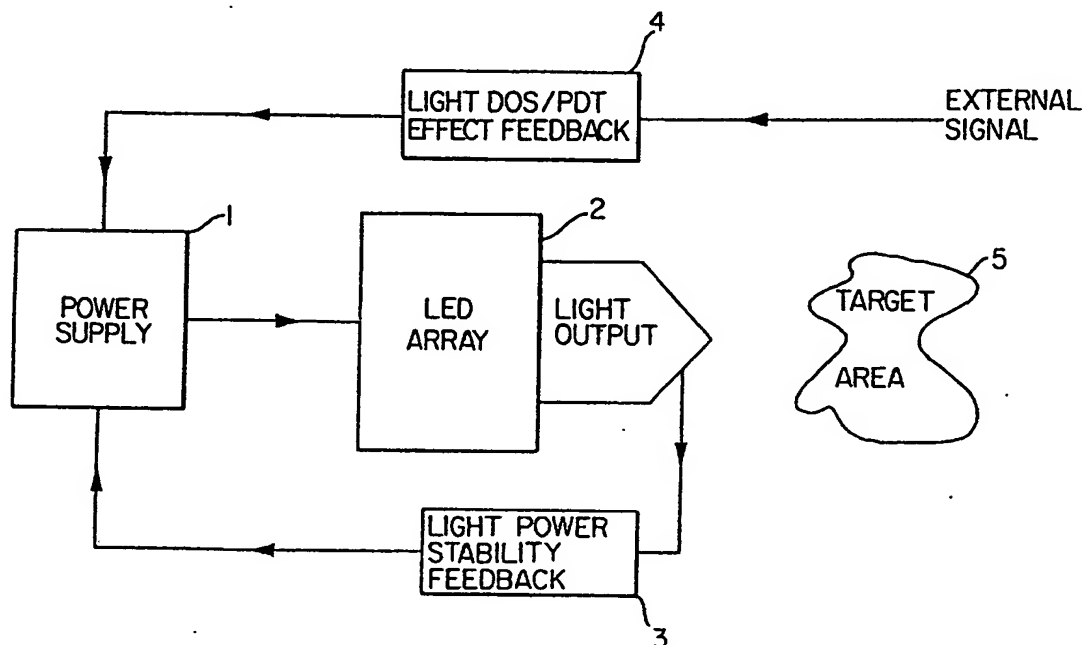 4
LIGHT DOS/PDT
EFFECT FEEDBACK
EXTERNAL
SIGNAL
1
POWER
SUPPLY
2
LED
ARRAY
LIGHT
OUTPUT
5
TARGET
AREA
LIGHT POWER
STABILITY
FEEDBACK
3